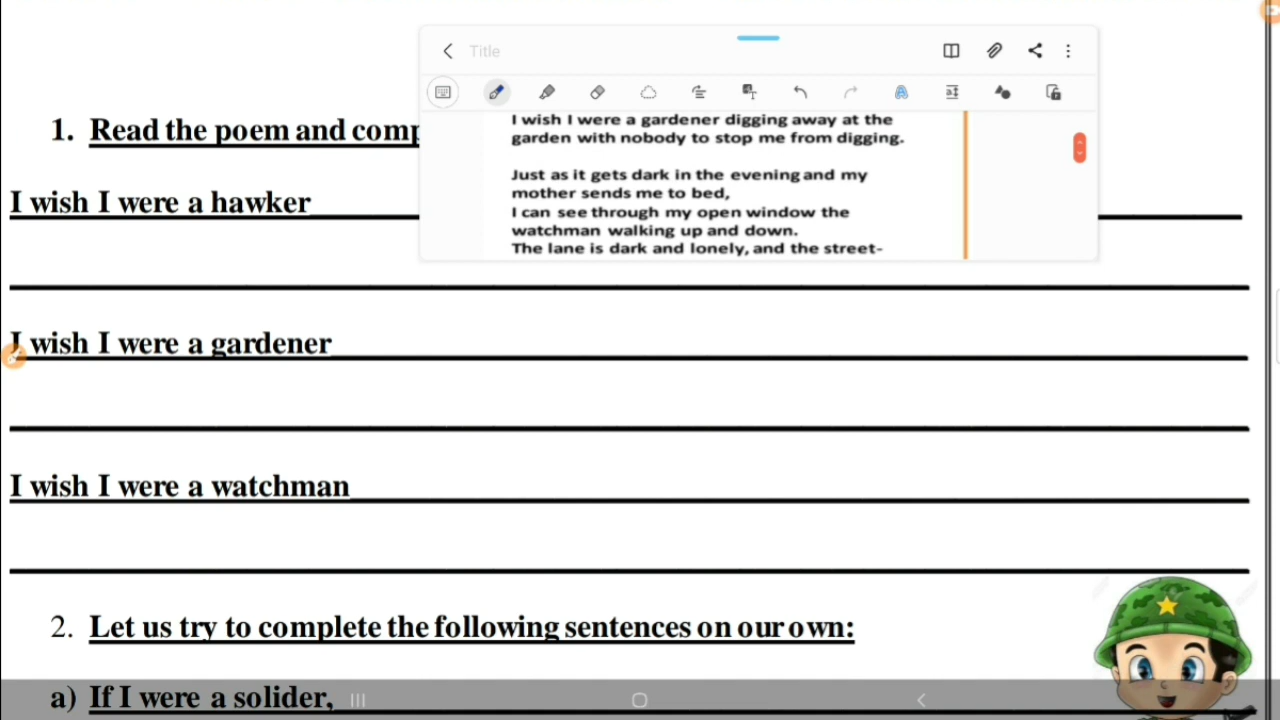 Title
I wish I were a gardener digging away at the
garden with nobody to stop me from digging.
Just as it gets dark in the evening and my
mother sends me to bed,
I can see through my open window the
watchman walking up and down.
The lane is dark and lonely, and the street-
1. Read the poem and comp
I wish I were a hawker
I wish I were a gardener
I wish I were a watchman
2. Let us try to complete the following sentences on our own:
a) If I were a solider,